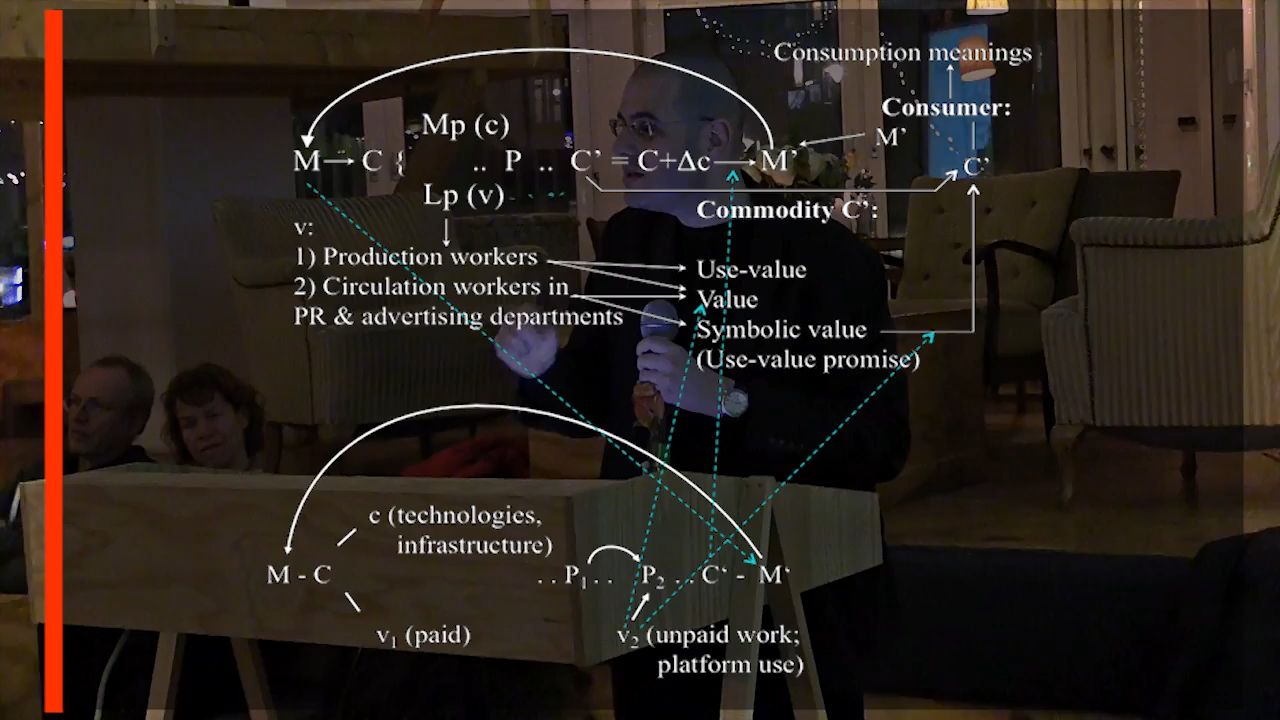 Consumption meanings
Consumer:
Mp (c)
M'
M→ C { .. P .. C' = C+Δc→M'
C'
Lp (v)
Commodity C':
v:
1) Production workers
Use-value
2) Circulation workers in
Value
PR & advertising departments
Symbolic value
(Use-value promise)
c (technologies,
infrastructure)
M - C . . P₁. . P₂ . . C‘ - M‘
v₁ (paid)
v₂ (unpaid work;
platform use)